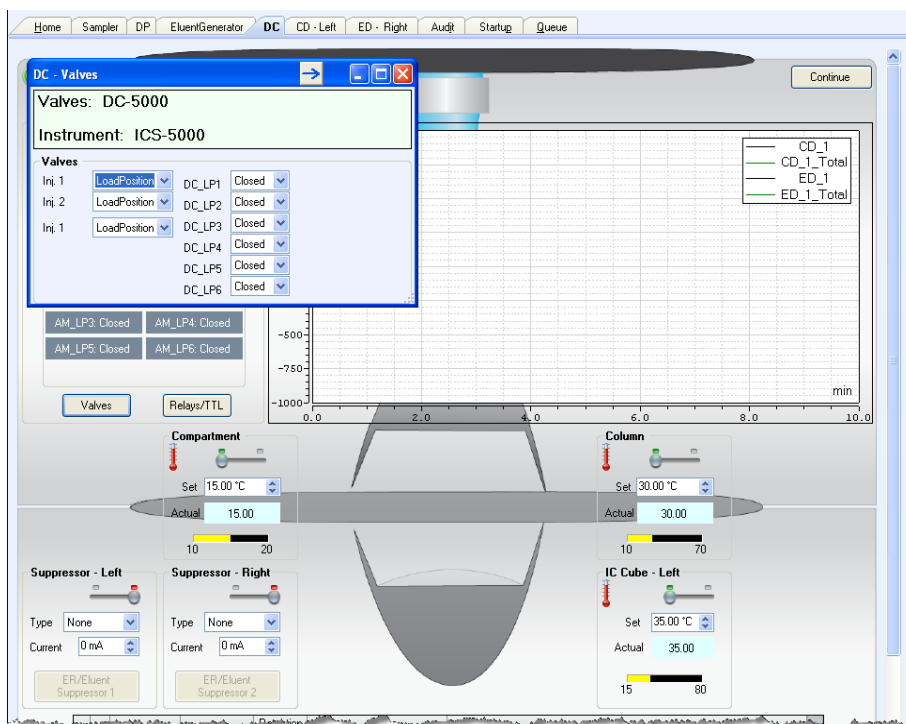 Home Sampler DP EluentGenerator DC CD - Left ED - Right Audit Startup Queue
DC - Valves
Continue
Valves: DC-5000
Instrument: ICS-5000
Valves
Inj. 1 LoadPosition DC_LP1 Closed
Inj. 2 LoadPosition DC_LP2 Closed
Inj. 1 LoadPosition DC_LP3 Closed
DC_LP4 Closed
DC_LP5 Closed
DC_LP6 Closed
CD_1
CD_1_Total
ED_1
ED_1_Total
AM_LP3: Closed AM_LP4: Closed
AM_LP5: Closed AM_LP6: Closed
Valves Relays/TTL
-500
-750
-1000
min
0.0 2.0 4.0 6.0 8.0 10.0
Compartment
Set 15.00 °C
Actual 15.00
10 20
Column
Set 30.00 °C
Actual 30.00
10 70
Suppressor - Left
Type None
Current 0 mA
ER/Eluent
Suppressor 1
Suppressor - Right
Type None
Current 0 mA
ER/Eluent
Suppressor 2
IC Cube - Left
Set 35.00 °C
Actual 35.00
15 80